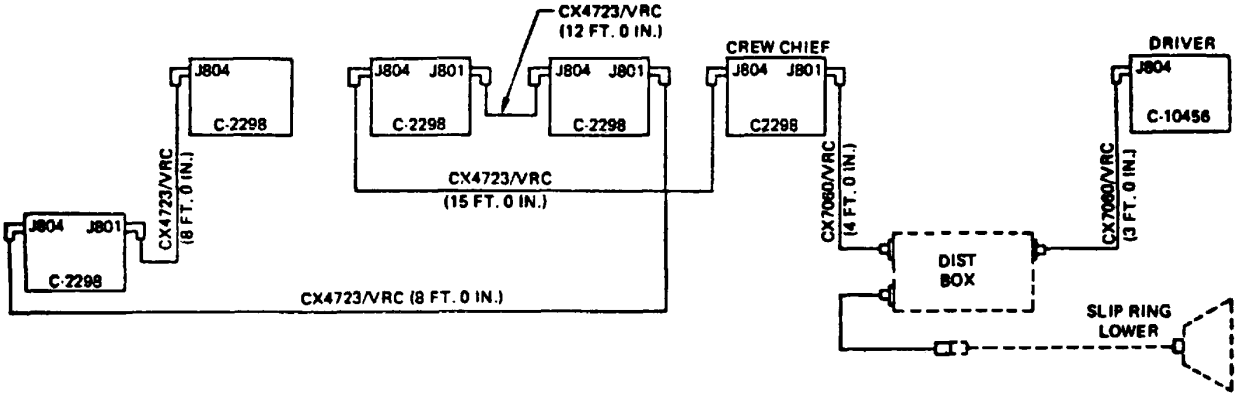 CX4723/VRC
(12 FT. 0 IN.)
CREW CHIEF
DRIVER
J804
C-2298
J804 J801
C-2298
J804 J801
C-2298
J804 J801
C2298
J804
C-10456
CX4723/VRC
(8 FT. 0 IN.)
CX4723/VRC
(15 FT. 0 IN.)
CX7060/VRC
(4 FT. 0 IN.)
CX7060/VRC
(3 FT. 0 IN.)
J804 J801
C-2298
CX4723/VRC (8 FT. 0 IN.)
DIST
BOX
SLIP RING
LOWER